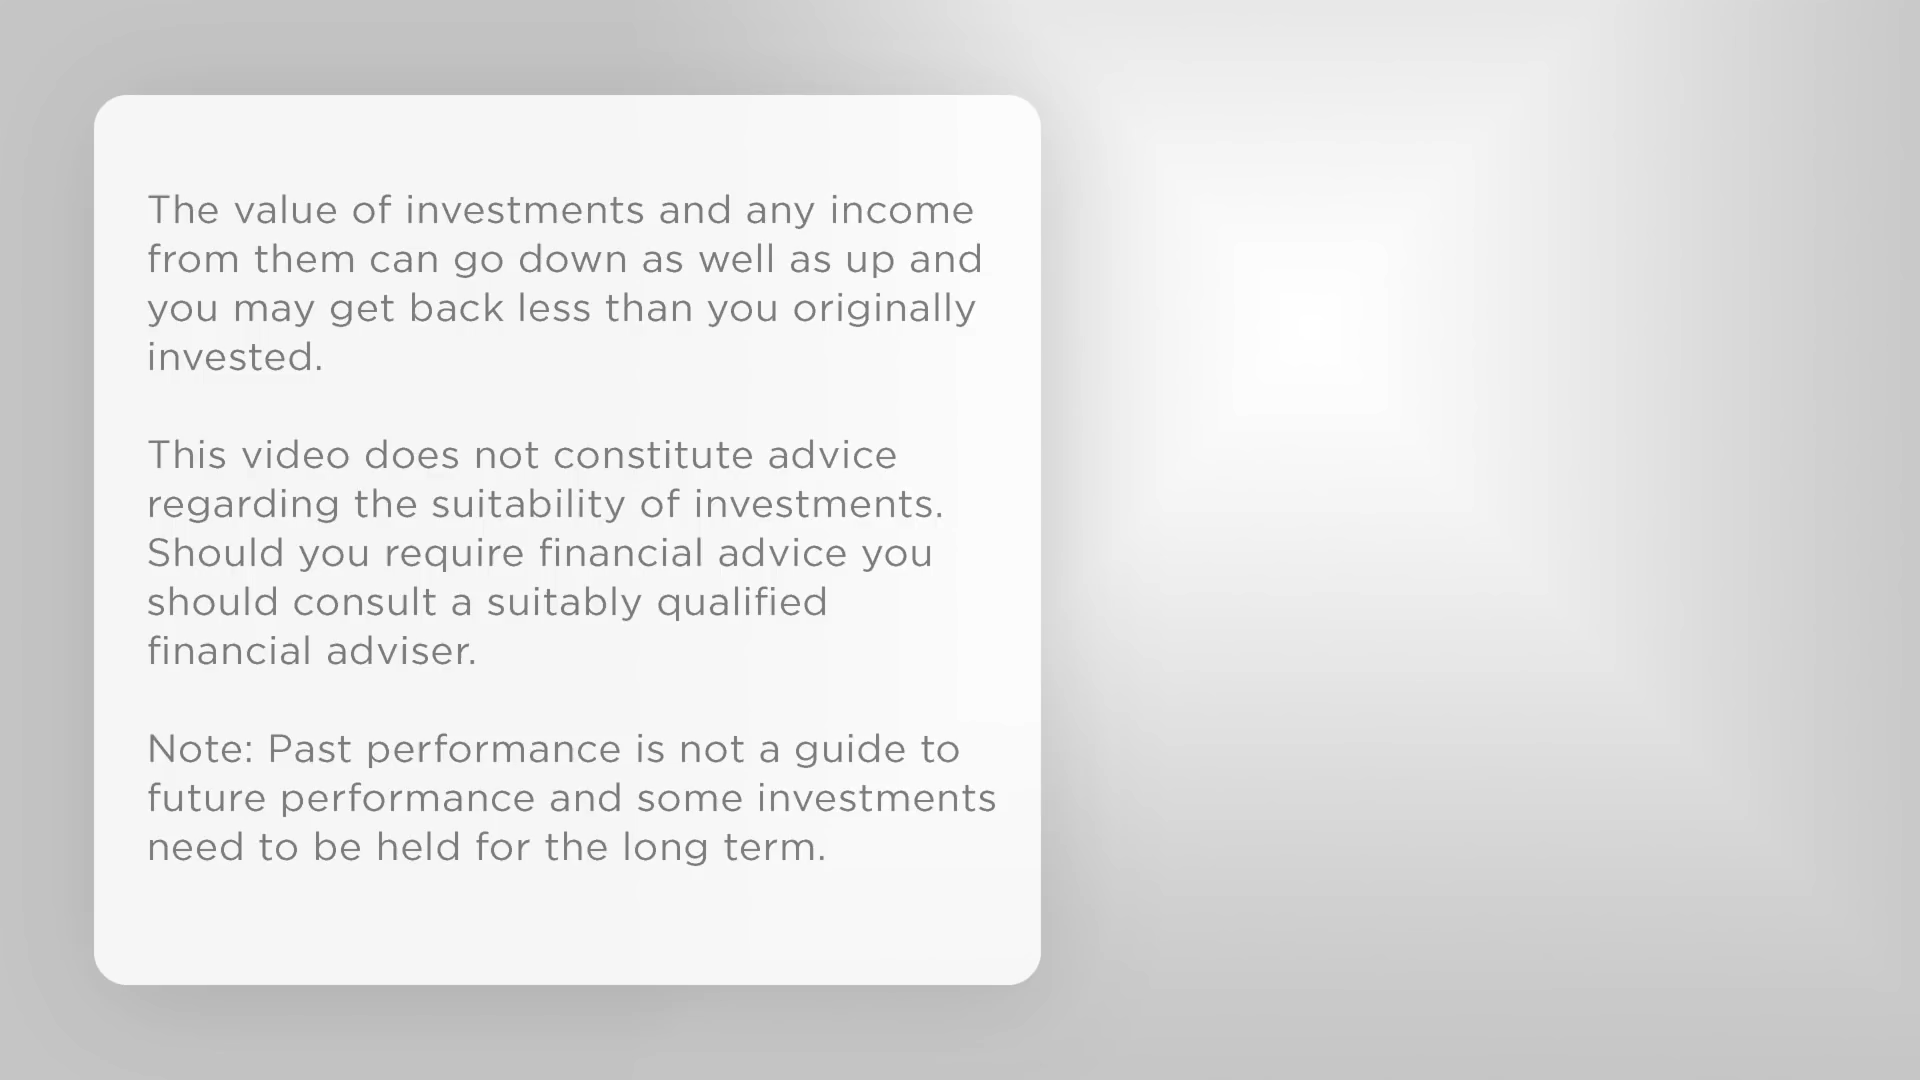 The value of investments and any income
from them can go down as well as up and
you may get back less than you originally
invested.
This video does not constitute advice
regarding the suitability of investments.
Should you require financial advice you
should consult a suitably qualified
financial adviser.
Note: Past performance is not a guide to
future performance and some investments
need to be held for the long term.